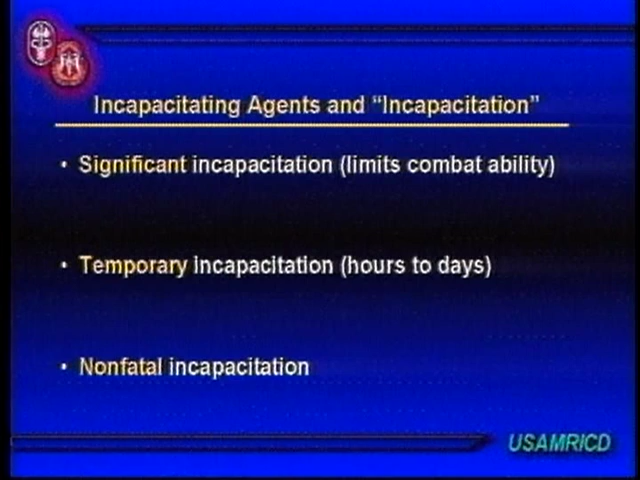 Incapacitating Agents and “Incapacitation”
• Significant incapacitation (limits combat ability)
• Temporary incapacitation (hours to days)
• Nonfatal incapacitation
USAMRICD